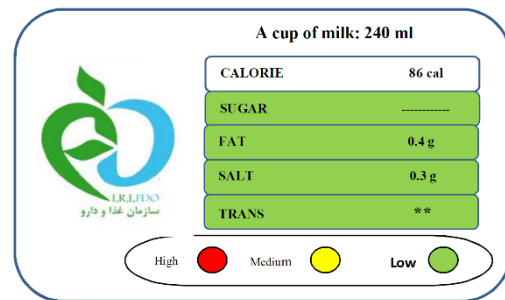 A cup of milk: 240 ml
CALORIE 86 cal
SUGAR ------------
FAT 0.4 g
SALT 0.3 g
TRANS **
I.R.I.FDO
سازمان غذا و دارو
High Medium Low